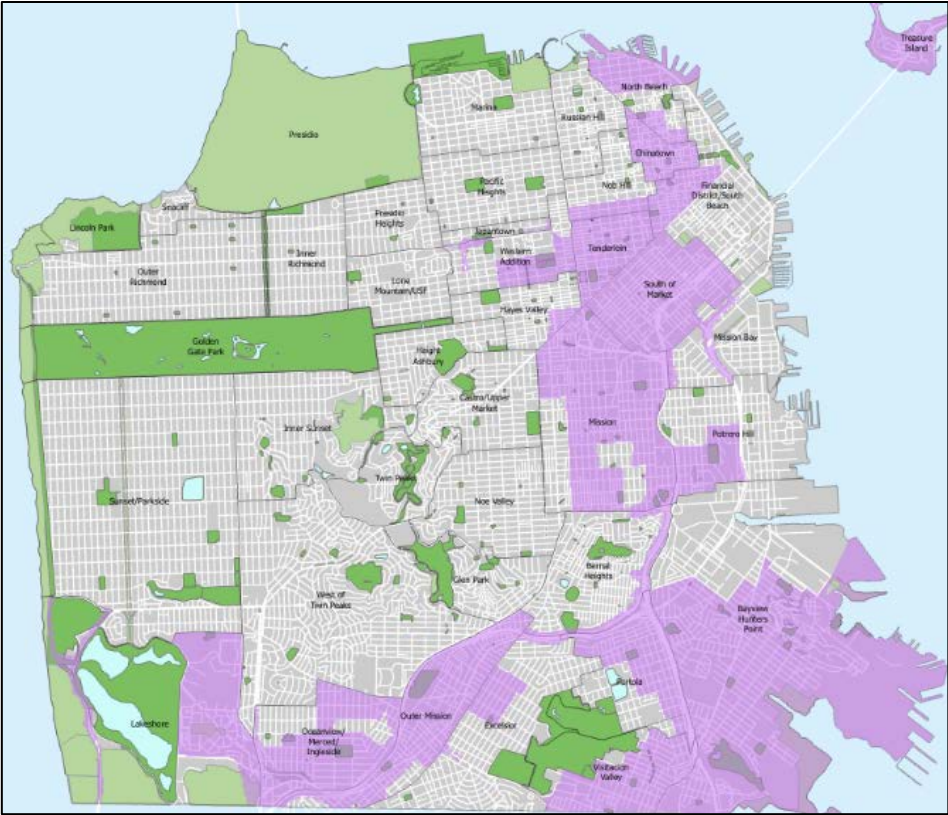 Treasure
Island
North Beach
Marina
Russian Hill
Presidio
Chinatown
Pacific
Heights
Nob Hill
Financial
District/South
Beach
Seacliff
Presidio
Heights
Lincoln Park
Japantown
Tenderloin
Western
Addition
Inner
Richmond
Outer
Richmond
Lone
Mountain/USF
South of
Market
Hayes Valley
Mission Bay
Golden
Gate Park
Haight
Ashbury
Castro/Upper
Market
Mission
Inner Sunset
Potrero Hill
Twin Peaks
Sunset/Parkside
Noe Valley
Bernal
Heights
Glen Park
West of
Twin Peaks
Bayview
Hunters
Point
Portola
Outer Mission
Lakeshore
Excelsior
Oceanview/
Merced/
Ingleside
Visitacion
Valley